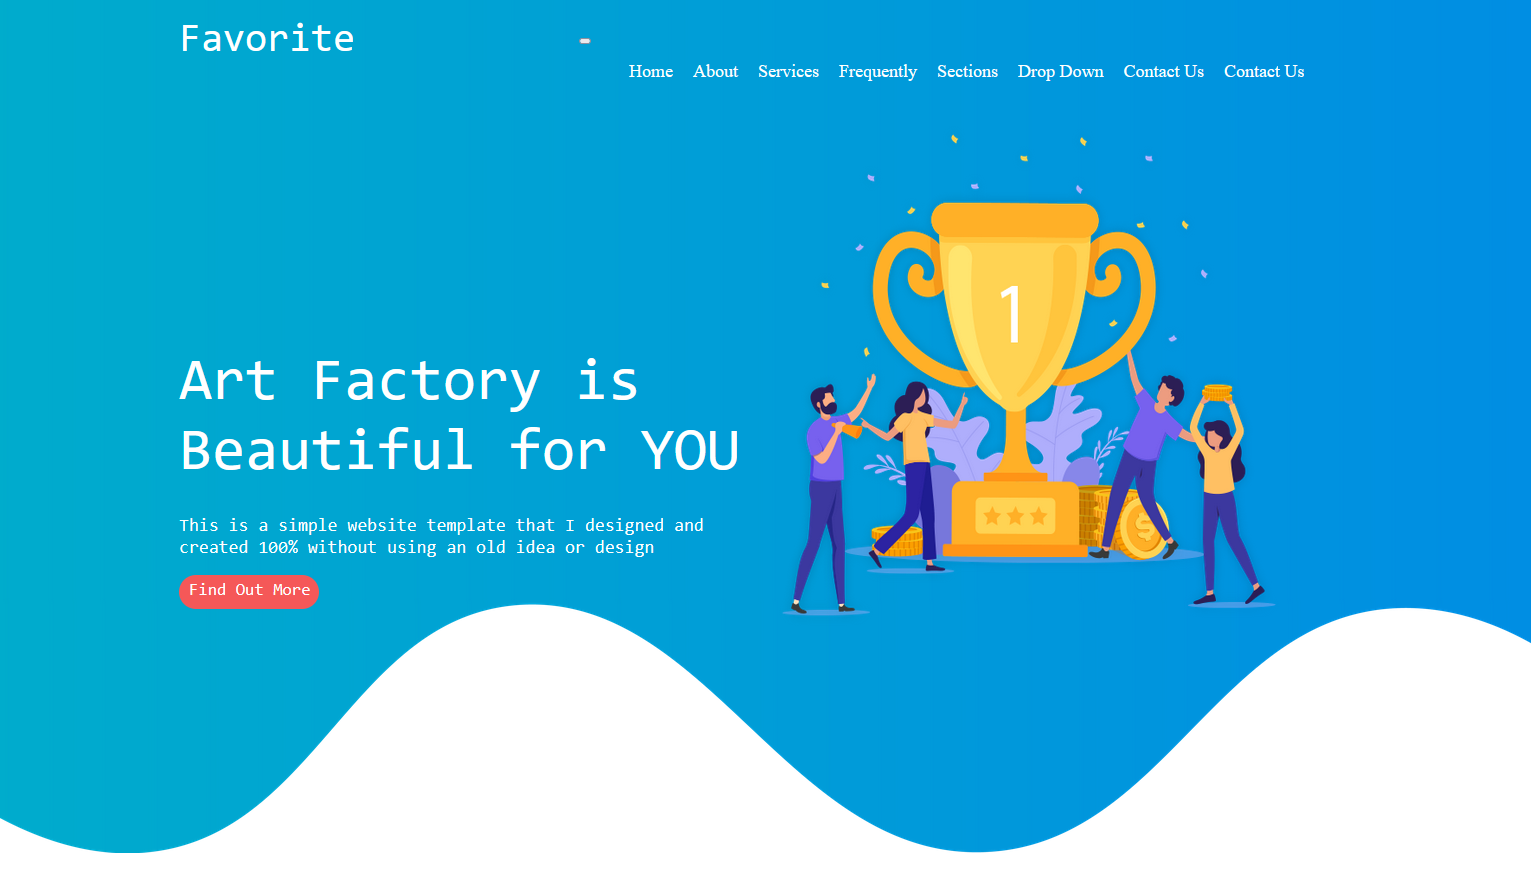 Favorite
Home About Services Frequently Sections Drop Down Contact Us Contact Us
1
Art Factory is
Beautiful for YOU
This is a simple website template that I designed and
created 100% without using an old idea or design
Find Out More
$